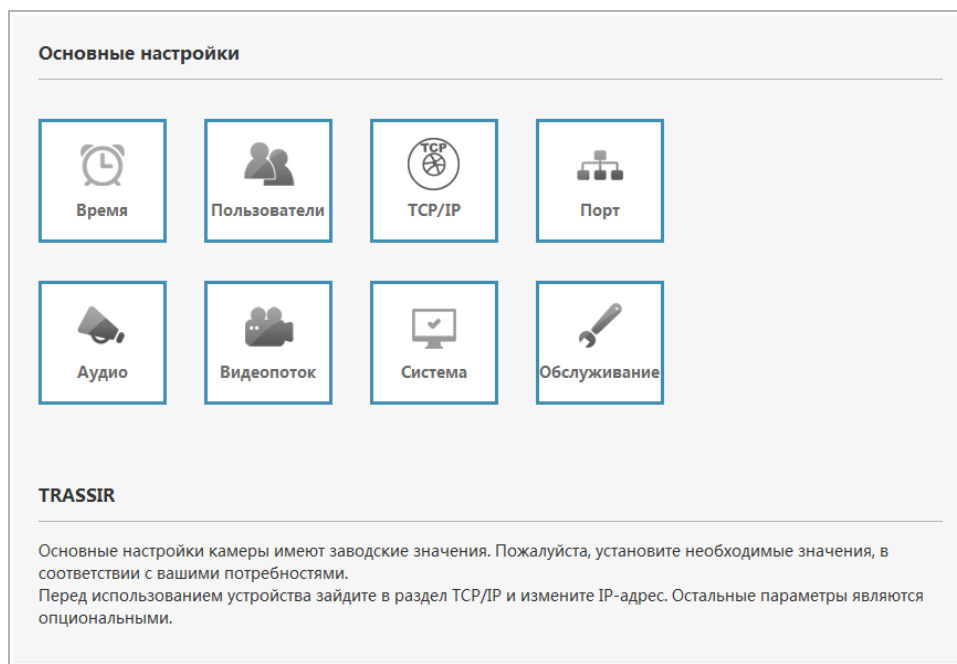 Основные настройки
Время
Пользователи
TCP
TCP/IP
Порт
Аудио
Видеопоток
Система
Обслуживание
TRASSIR
Основные настройки камеры имеют заводские значения. Пожалуйста, установите необходимые значения, в
соответствии с вашими потребностями.
Перед использованием устройства зайдите в раздел TCP/IP и измените IP-адрес. Остальные параметры являются
опциональными.